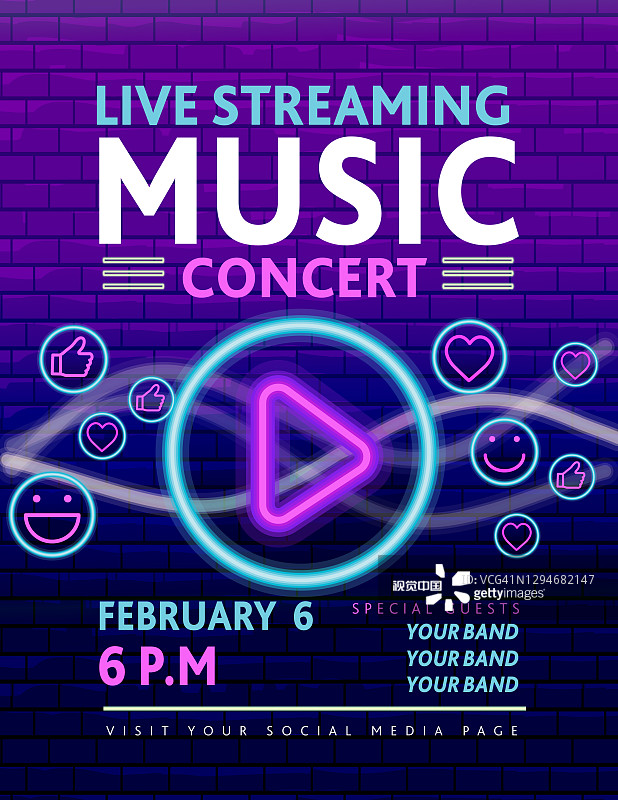 LIVE STREAMING
MUSIC
CONCERT
视觉中国
ID: VCG41N1294682147
gettyimages
FEBRUARY 6
6 P.M
SPECIAL GUESTS
YOUR BAND
YOUR BAND
YOUR BAND
VISIT YOUR SOCIAL MEDIA PAGE